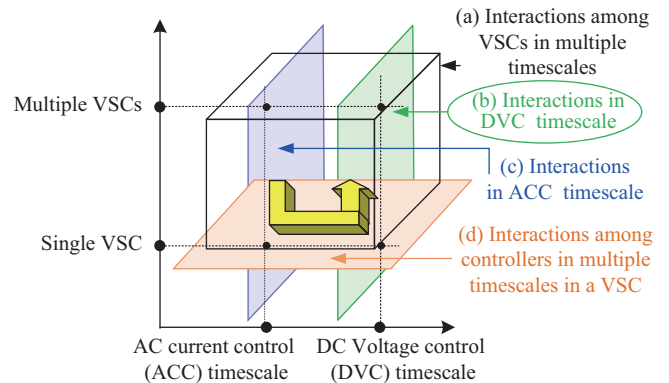 (a) Interactions among
VSCs in multiple
timescales
Multiple VSCs
(b) Interactions in
DVC timescale
(c) Interactions
in ACC timescale
Single VSC
(d) Interactions among
controllers in multiple
timescales in a VSC
AC current control
(ACC) timescale
DC Voltage control
(DVC) timescale